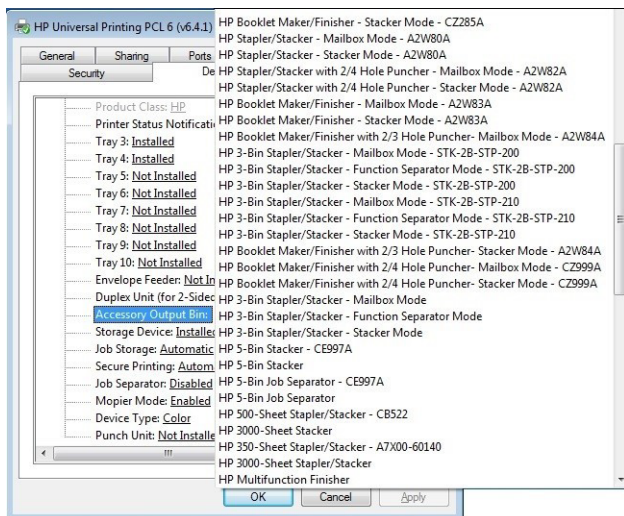 HP Universal Printing PCL 6 (v6.4.1)
General
Sharing
Ports
Security
De
Product Class: HP
Printer Status Notificati
Tray 3: Installed
Tray 4: Installed
Tray 5: Not Installed
Tray 6: Not Installed
Tray 7: Not Installed
Tray 8: Not Installed
Tray 9: Not Installed
Tray 10: Not Installed
Envelope Feeder: Not In
Duplex Unit (for 2-Sided
Accessory Output Bin:
Storage Device: Installed
Job Storage: Automatic
Secure Printing: Autom
Job Separator: Disabled
Mopier Mode: Enabled
Device Type: Color
Punch Unit: Not Installe
HP Booklet Maker/Finisher - Stacker Mode - CZ285A
HP Stapler/Stacker - Mailbox Mode - A2W80A
HP Stapler/Stacker - Stacker Mode - A2W80A
HP Stapler/Stacker with 2/4 Hole Puncher - Mailbox Mode - A2W82A
HP Stapler/Stacker with 2/4 Hole Puncher - Stacker Mode - A2W82A
HP Booklet Maker/Finisher - Mailbox Mode - A2W83A
HP Booklet Maker/Finisher - Stacker Mode - A2W83A
HP Booklet Maker/Finisher with 2/3 Hole Puncher- Mailbox Mode - A2W84A
HP 3-Bin Stapler/Stacker - Mailbox Mode - STK-2B-STP-200
HP 3-Bin Stapler/Stacker - Function Separator Mode - STK-2B-STP-200
HP 3-Bin Stapler/Stacker - Stacker Mode - STK-2B-STP-200
HP 3-Bin Stapler/Stacker - Mailbox Mode - STK-2B-STP-210
HP 3-Bin Stapler/Stacker - Function Separator Mode - STK-2B-STP-210
HP 3-Bin Stapler/Stacker - Stacker Mode - STK-2B-STP-210
HP Booklet Maker/Finisher with 2/3 Hole Puncher- Stacker Mode - A2W84A
HP Booklet Maker/Finisher with 2/4 Hole Puncher- Mailbox Mode - CZ999A
HP Booklet Maker/Finisher with 2/4 Hole Puncher- Stacker Mode - CZ999A
HP 3-Bin Stapler/Stacker - Mailbox Mode
HP 3-Bin Stapler/Stacker - Function Separator Mode
HP 3-Bin Stapler/Stacker - Stacker Mode
HP 5-Bin Stacker - CE997A
HP 5-Bin Stacker
HP 5-Bin Job Separator - CE997A
HP 5-Bin Job Separator
HP 500-Sheet Stapler/Stacker - CB522
HP 3000-Sheet Stacker
HP 350-Sheet Stapler/Stacker - A7X00-60140
HP 3000-Sheet Stapler/Stacker
HP Multifunction Finisher
OK
Cancel
Apply